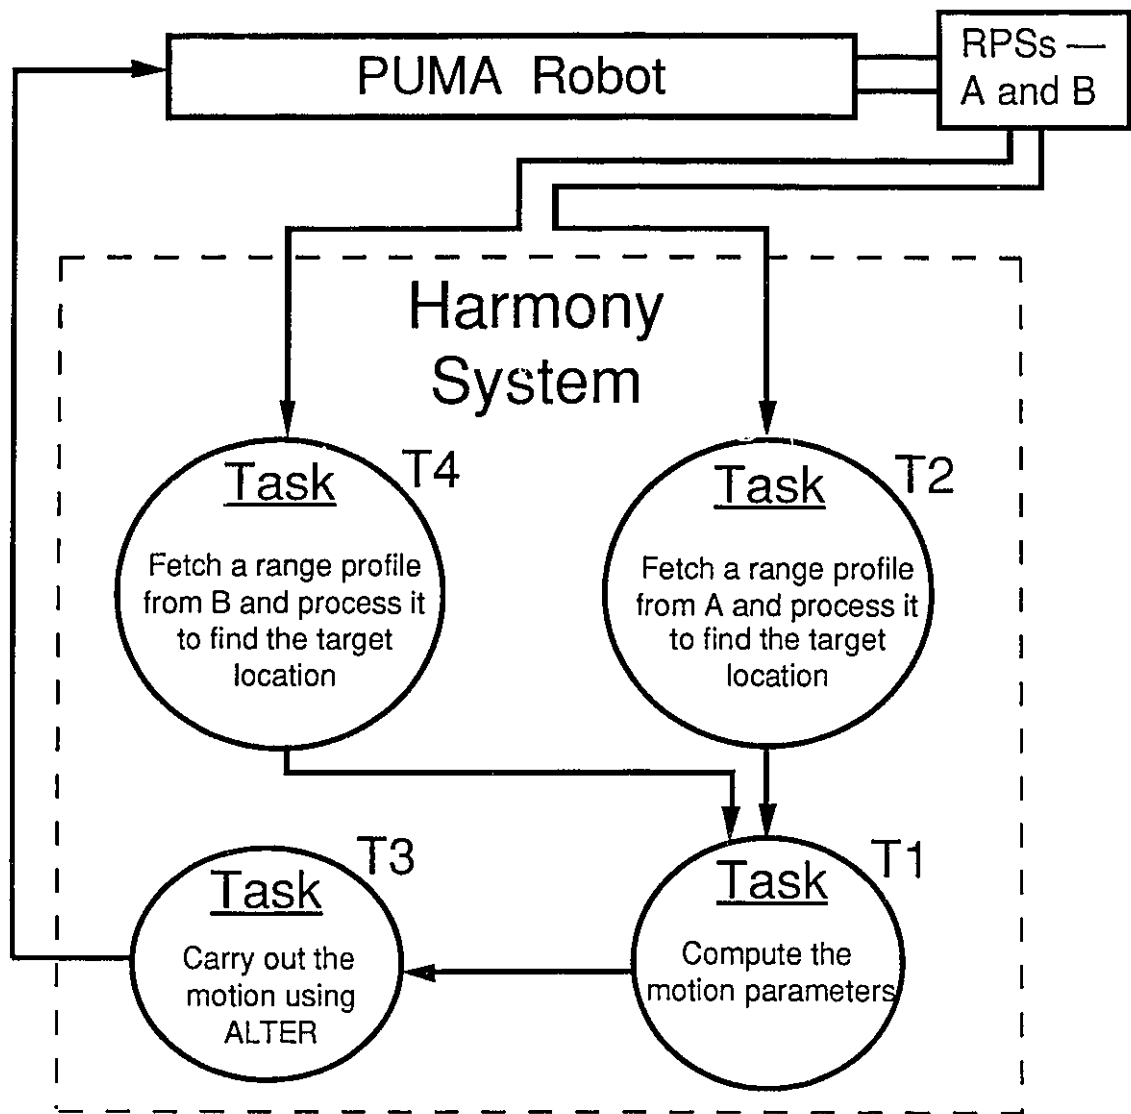 PUMA Robot
RPSs —
A and B
Harmony
System
T4
Task
Fetch a range profile
from B and process it
to find the target
location
T2
Task
Fetch a range profile
from A and process it
to find the target
location
T3
Task
Carry out the
motion using
ALTER
T1
Task
Compute the
motion parameters